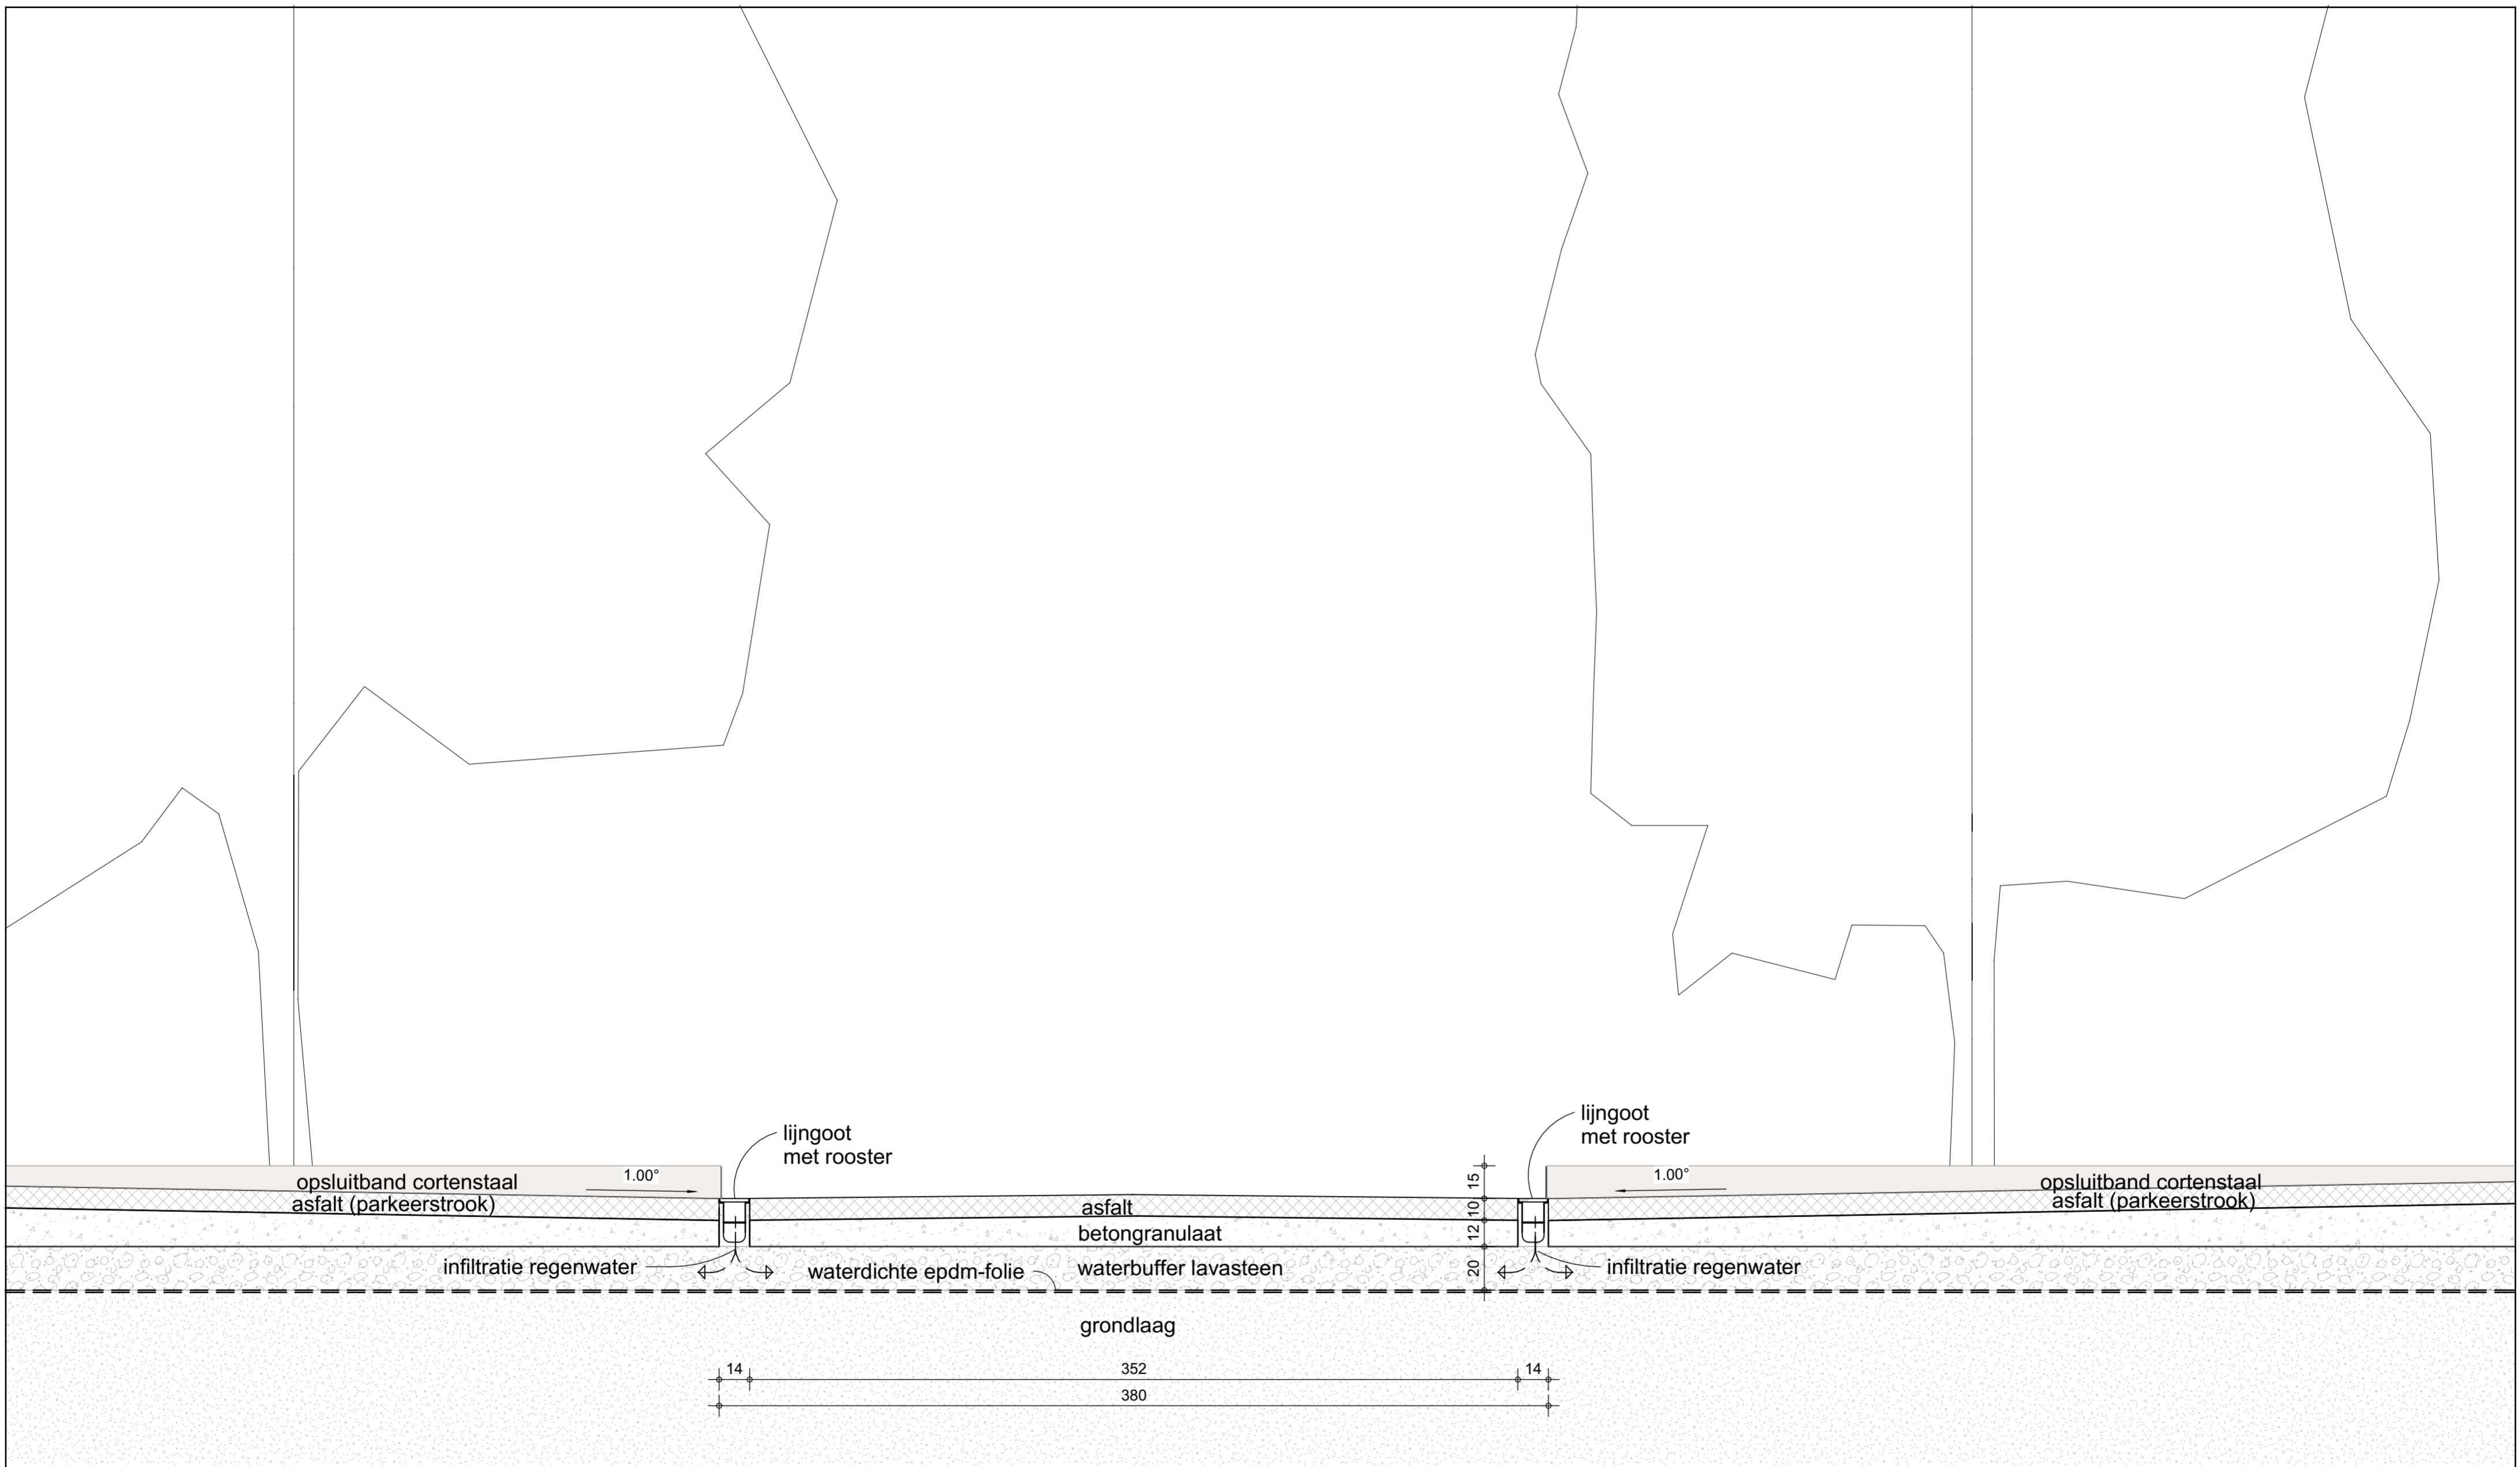 lijngoot
met rooster
lijngoot
met rooster
opsluitband cortenstaal
1.00°
asfalt (parkeerstrook)
15
1.00°
opsluitband cortenstaal
asfalt (parkeerstrook)
asfalt
10
betongranulaat
12
infiltratie regenwater
waterdichte epdm-folie
waterbuffer lavasteen
20
infiltratie regenwater
grondlaag
14
352
14
380